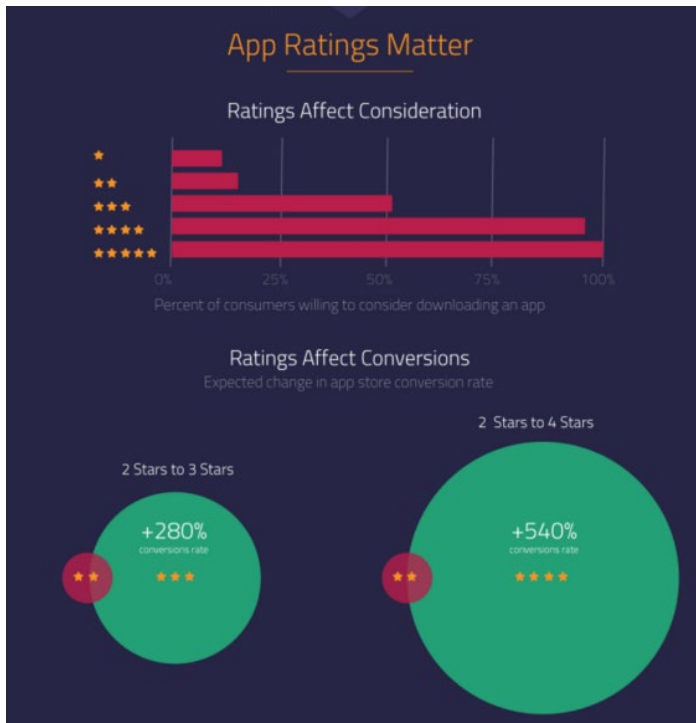 App Ratings Matter
Ratings Affect Consideration
0% 25% 50% 75% 100%
Percent of consumers willing to consider downloading an app
Ratings Affect Conversions
Expected change in app store conversion rate
2 Stars to 4 Stars
2 Stars to 3 Stars
+280%
conversions rate
+540%
conversions rate